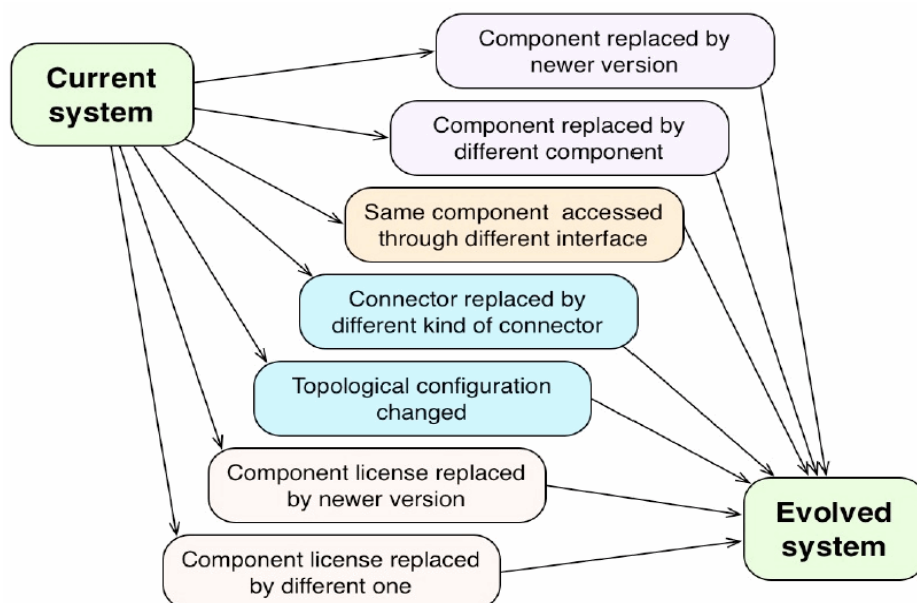 Current
system
Component replaced by
newer version
Component replaced by
different component
Same component accessed
through different interface
Connector replaced by
different kind of connector
Topological configuration
changed
Component license replaced
by newer version
Component license replaced
by different one
Evolved
system